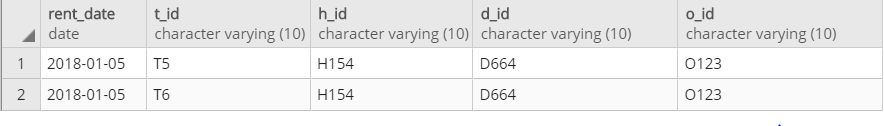 rent_date t_id h_id d_id o_id
date character varying (10) character varying (10) character varying (10) character varying (10)
1 2018-01-05 T5 H154 D664 O123
2 2018-01-05 T6 H154 D664 O123